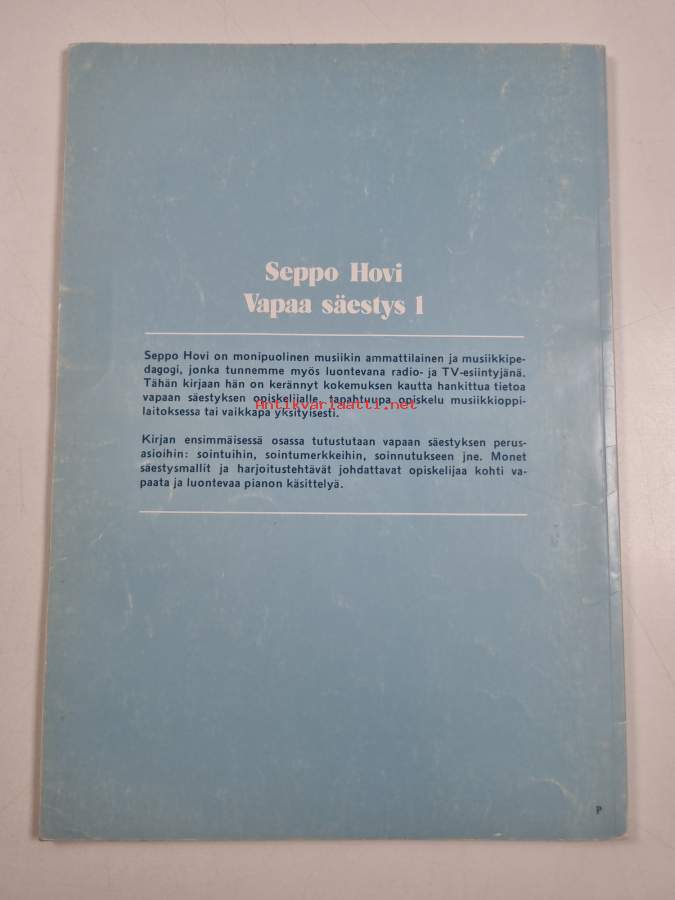 Seppo Hovi
Vapaa säestys 1
Seppo Hovi on monipuolinen musiikin ammattilainen ja musiikkipe-
dagogi, jonka tunnemme myös luontevana radio- ja TV-esiintyjänä.
Tähän kirjaan hän on kerännyt kokemuksen kautta hankittua tietoa
vapaan säestyksen opiskelijalle, tapahtuupa opiskelu musiikkioppi-
Antikvariaatti.net
laitoksessa tai vaikkapa yksityisesti.
Kirjan ensimmäisessä osassa tutustutaan vapaan säestyksen perus-
asioihin: sointuihin, sointumerkkeihin, soinnutukseen jne. Monet
säestysmallit ja harjoitustehtävät johdattavat opiskelijaa kohti va-
paata ja luontevaa pianon käsittelyä.
P